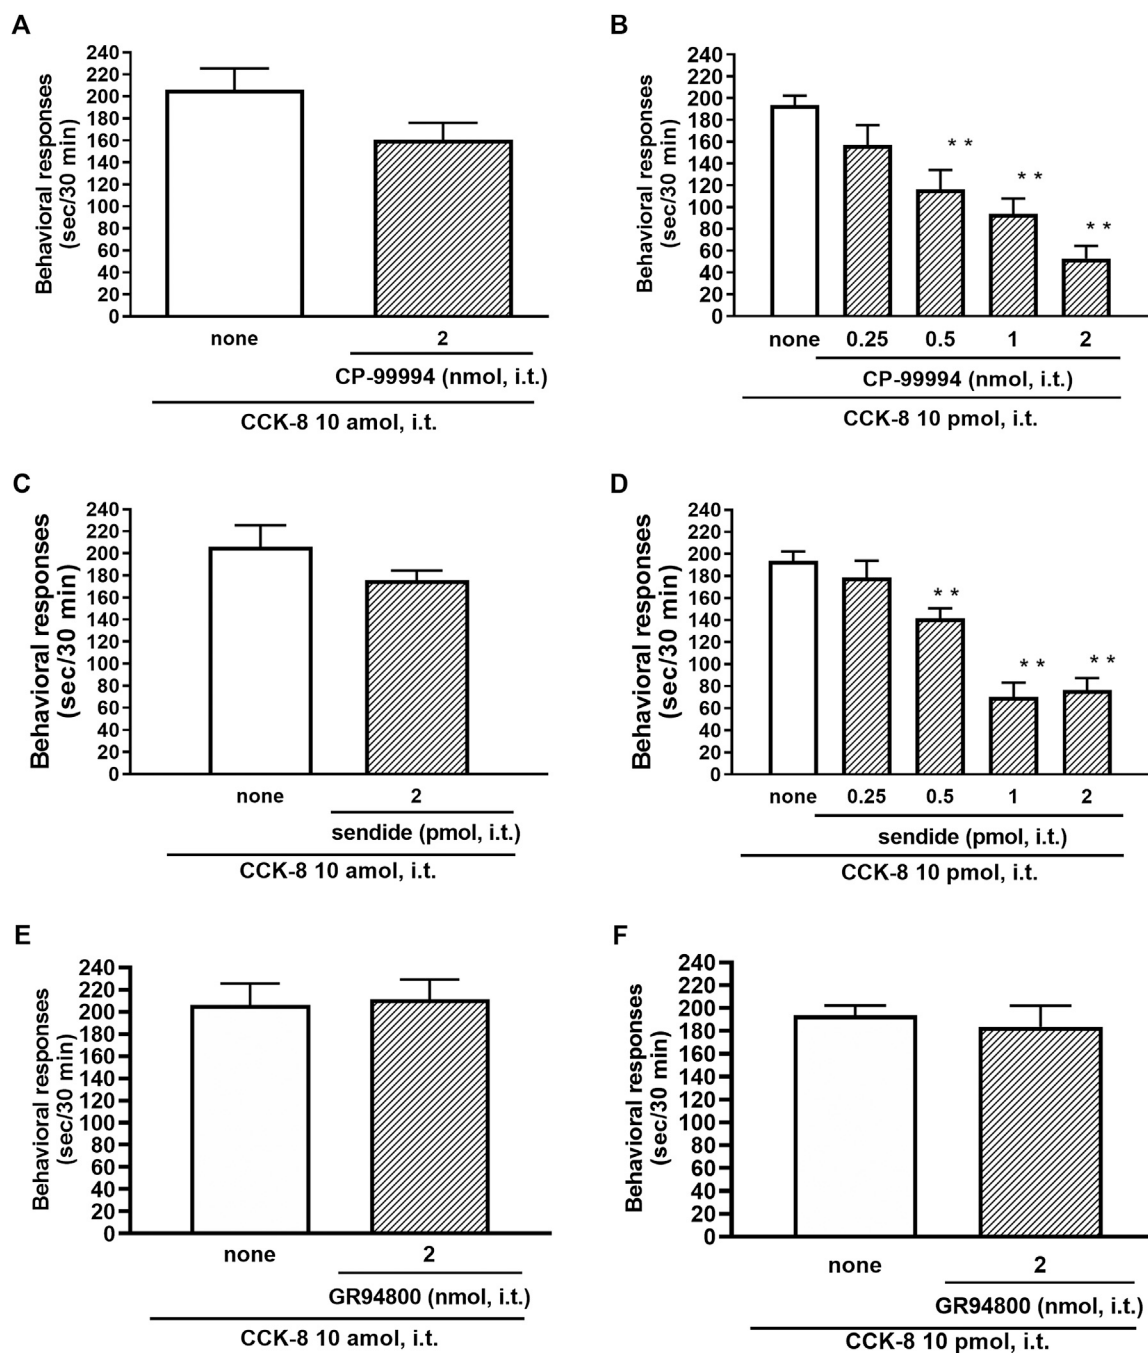 A
Behavioral responses
(sec/30 min)
240
220
200
180
160
140
120
100
80
60
40
20
0
none 2
CP-99994 (nmol, i.t.)
CCK-8 10 amol, i.t.
B
Behavioral responses
(sec/30 min)
240
220
200
180
160
140
120
100
80
60
40
20
0
* *
* *
* *
none 0.25 0.5 1 2
CP-99994 (nmol, i.t.)
CCK-8 10 pmol, i.t.
C
Behavioral responses
(sec/30 min)
240
220
200
180
160
140
120
100
80
60
40
20
0
none 2
sendide (pmol, i.t.)
CCK-8 10 amol, i.t.
D
Behavioral responses
(sec/30 min)
240
220
200
180
160
140
120
100
80
60
40
20
0
* *
* *
* *
none 0.25 0.5 1 2
sendide (pmol, i.t.)
CCK-8 10 pmol, i.t.
E
Behavioral responses
(sec/30 min)
240
220
200
180
160
140
120
100
80
60
40
20
0
none 2
GR94800 (nmol, i.t.)
CCK-8 10 amol, i.t.
F
Behavioral responses
(sec/30 min)
240
220
200
180
160
140
120
100
80
60
40
20
0
none 2
GR94800 (nmol, i.t.)
CCK-8 10 pmol, i.t.